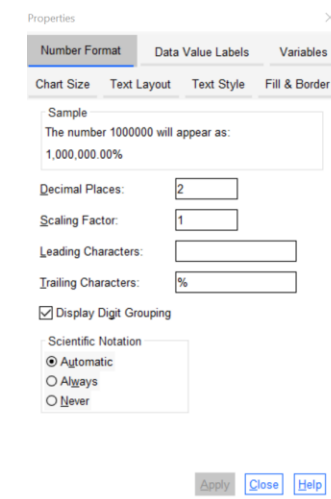 Properties
Number Format Data Value Labels Variables
Chart Size Text Layout Text Style Fill & Border
Sample
The number 1000000 will appear as:
1,000,000.00%
Decimal Places: 2
Scaling Factor: 1
Leading Characters:
Trailing Characters: %
Display Digit Grouping
Scientific Notation
Automatic
Always
Never
Apply Close Help